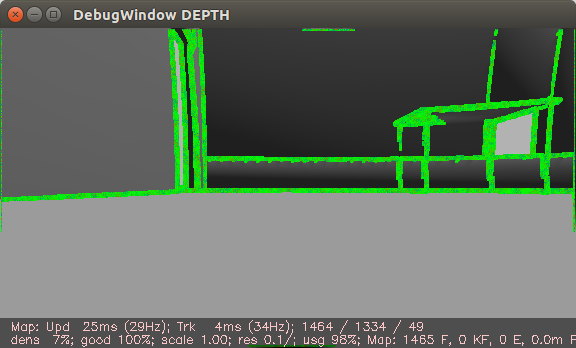 DebugWindow DEPTH
Map: Upd 25ms (29Hz); Trk 4ms (34Hz); 1464 / 1334 / 49
dens 7%; good 100%; scale 1.00; res 0.1/; usg 98%; Map: 1465 F, 0 KF, 0 E, 0.0m F